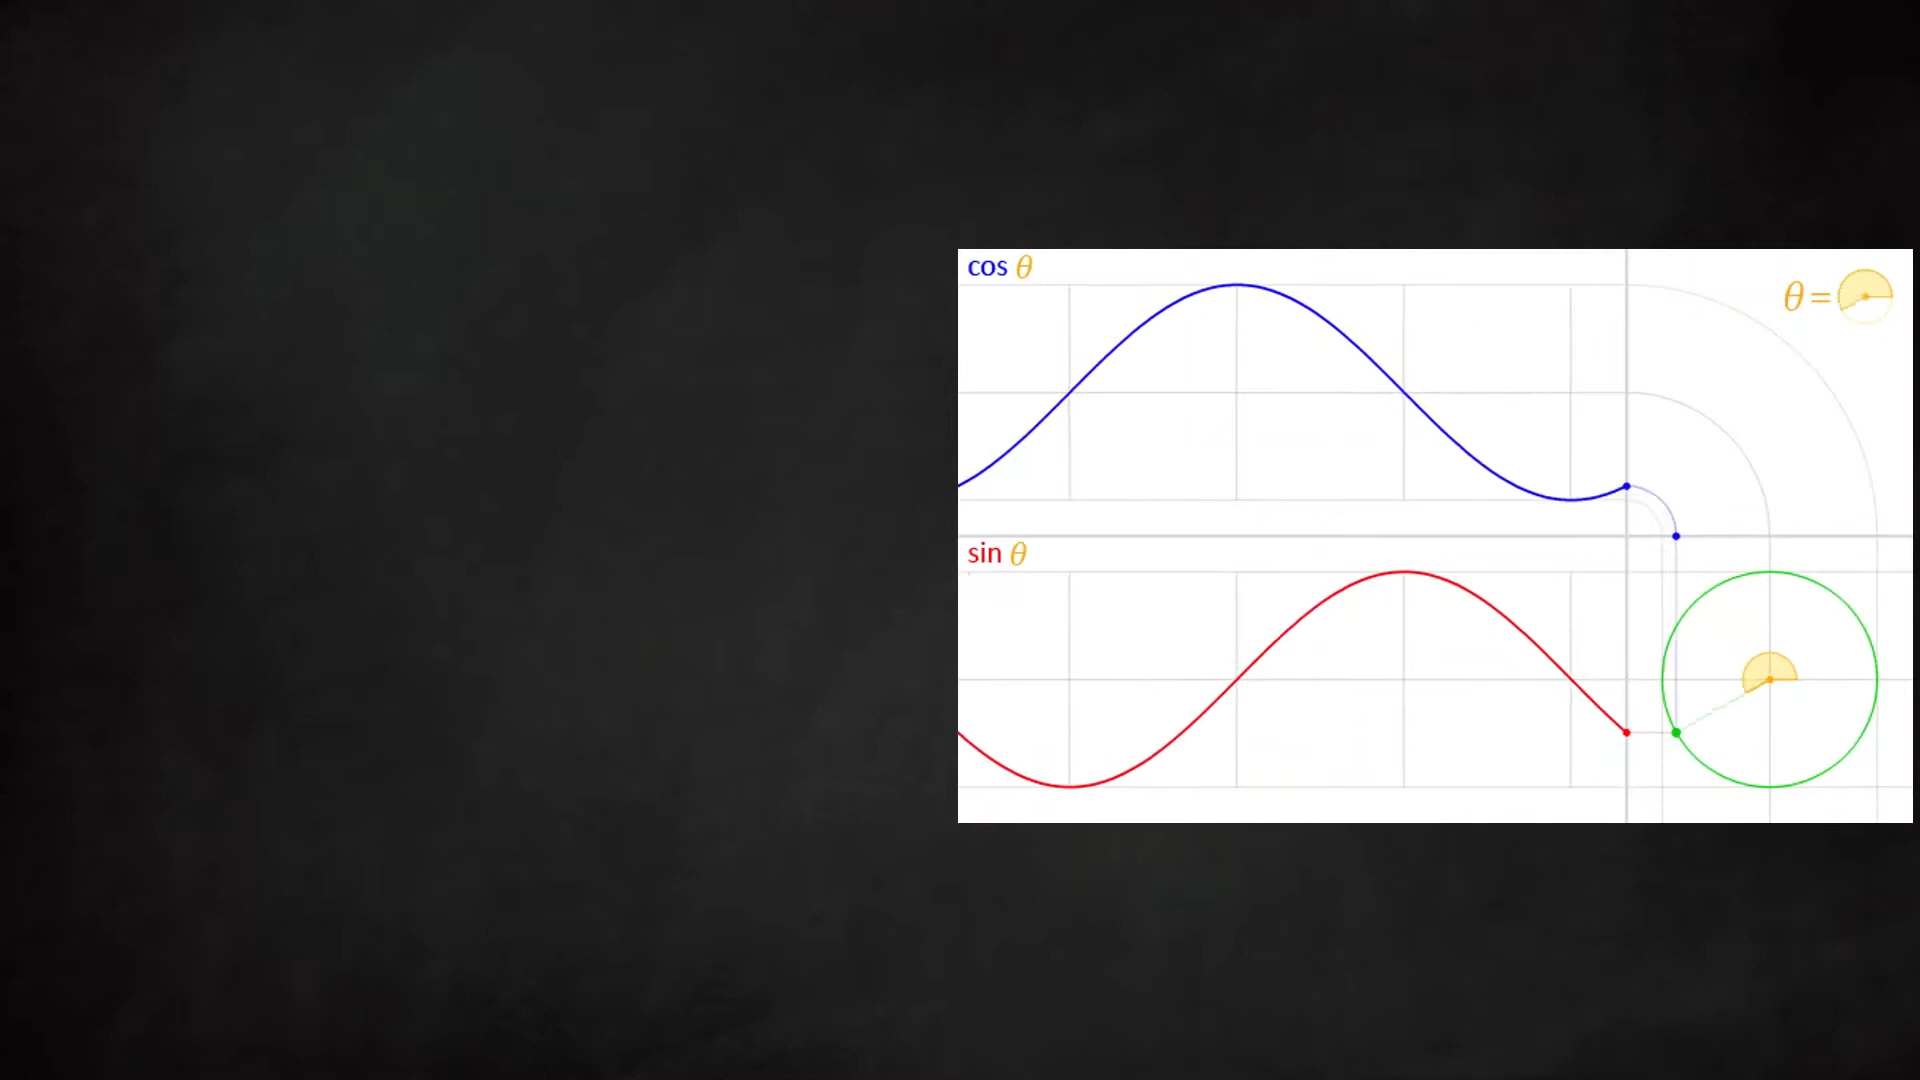 cos θ
θ =
sin θ